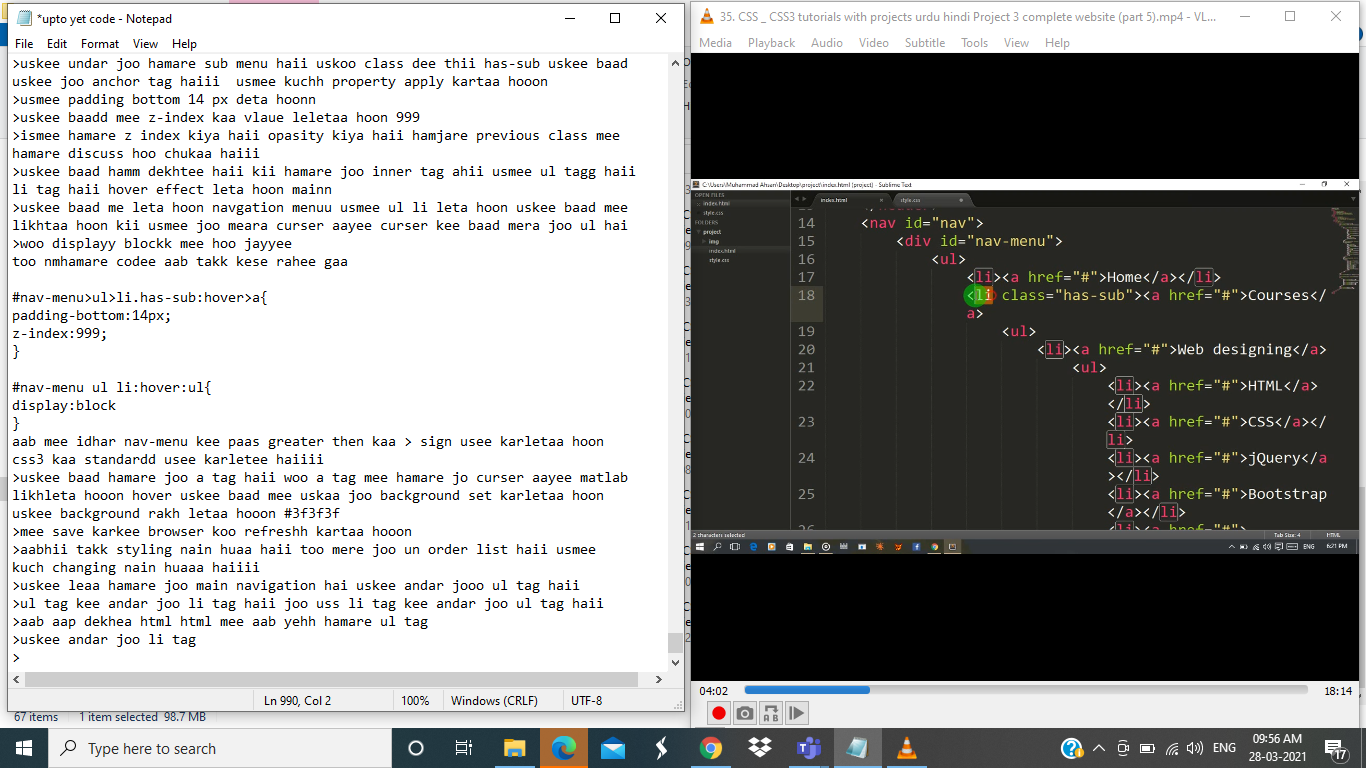 *upto yet code - Notepad
File Edit Format View Help
>uskee undar joo hamare sub menu haii uskoo class dee thii has-sub uskee baad
uskee joo anchor tag haiii  usmee kuchh property apply kartaa hooon
>usmee padding bottom 14 px deta hoonn
>uskee baadd mee z-index kaa vlaue leletaa hoon 999
>ismee hamare z index kiya haii opasity kiya haii hamjare previous class mee
hamare discuss hoo chukaa haiii
>uskee baad hamm dekhtee haii kii hamare joo inner tag ahii usmee ul tagg haii
li tag haii hover effect leta hoon mainn
>uskee baad me leta hoon navgation menuu usmee ul li leta hoon uskee baad mee
likhtaa hoon kii usmee joo meara curser aayee curser kee baad mera joo ul hai
>woo displayy blockk mee hoo jayyee
too nmhamare codee aab takk kese rahee gaa
#nav-menu>ul>li.has-sub:hover>a{
padding-bottom:14px;
z-index:999;
}
#nav-menu ul li:hover:ul{
display:block
}
aab mee idhar nav-menu kee paas greater then kaa > sign usee karletaa hoon
css3 kaa standardd usee karletee haiiii
>uskee baad hamare joo a tag haii woo a tag mee hamare jo curser aayee matlab
likhleta hooon hover uskee baad mee uskaa joo background set karletaa hoon
uskee background rakh letaa hooon #3f3f3f
>mee save karkee browser koo refreshh kartaa hooon
>aabhii takk styling nain huaa haii too mere joo un order list haii usmee
kuch changing nain huaaa haiiii
>uskee leaa hamare joo main navigation hai uskee andar jooo ul tag haii
>ul tag kee andar joo li tag haii joo uss li tag kee andar joo ul tag haii
>aab aap dekhea html html mee aab yehh hamare ul tag
>uskee andar joo li tag
>
Ln 990, Col 2 100% Windows (CRLF) UTF-8
67 items 1 item selected 98.7 MB
35. CSS _ CSS3 tutorials with projects urdu hindi Project 3 complete website (part 5).mp4 - VL...
Media Playback Audio Video Subtitle Tools View Help
C:\Users\Muhammad Ahsan\Desktop\project\index.html (project) - Sublime Text
OPEN FILES
index.html
style.css
FOLDERS
project
img
index.html
style.css
index.html style.css
14 <nav id="nav">
15 <div id="nav-menu">
16 <ul>
17 <li><a href="#">Home</a></li>
18 <li class="has-sub"><a href="#">Courses</
a>
19 <ul>
20 <li><a href="#">Web designing</a>
21 <ul>
22 <li><a href="#">HTML</a>
</li>
23 <li><a href="#">CSS</a></
li>
24 <li><a href="#">jQuery</a
></li>
25 <li><a href="#">Bootstrap
</a></li>
26 <li><a href="#">
2 characters selected Tab Size: 4 HTML
ENG 6:21 PM
04:02 18:14
Type here to search
ENG
09:56 AM
28-03-2021
17